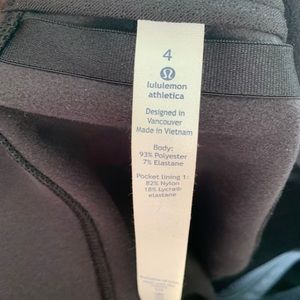 4
lululemon
athletica
Designed in
Vancouver
Made in Vietnam
Body:
93% Polyester
7% Elastane
Pocket lining 1:
82% Nylon
18% Lycra®
elastane